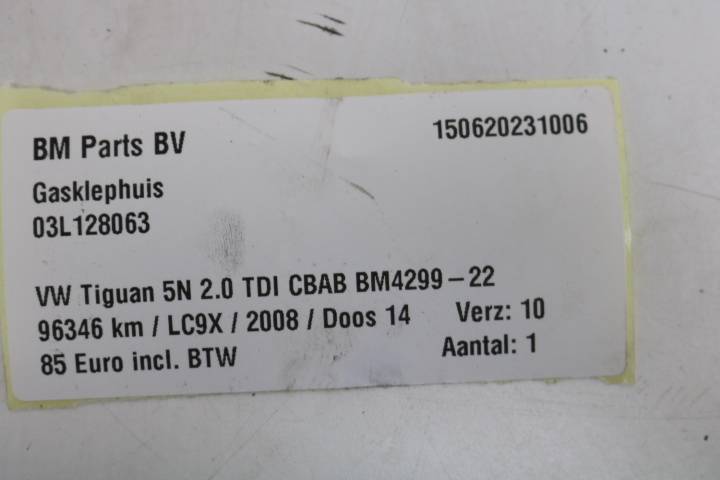 BM Parts BV 150620231006
Gasklephuis
03L128063
VW Tiguan 5N 2.0 TDI CBAB BM4299-22
96346 km / LC9X / 2008 / Doos 14 Verz: 10
85 Euro incl. BTW Aantal: 1